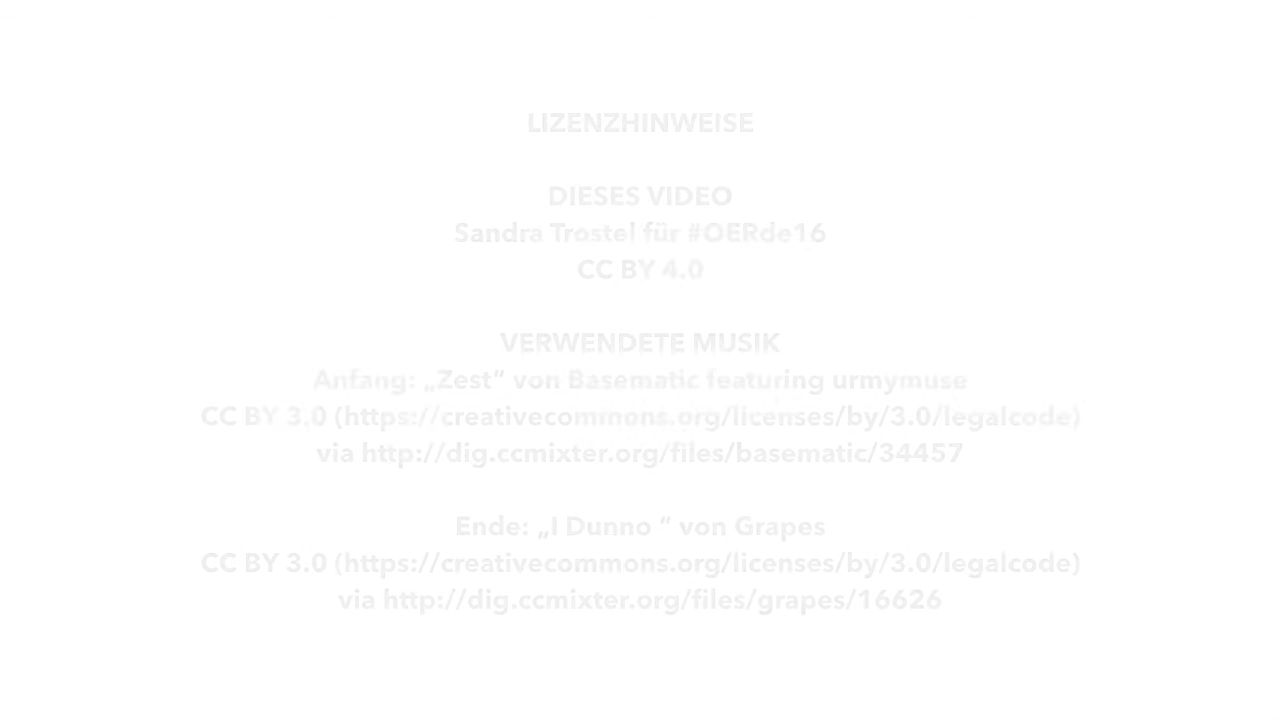 LIZENZHINWEISE
DIESES VIDEO
Sandra Trostel für #OERde16
CC BY 4.0
VERWENDETE MUSIK
Anfang: „Zest“ von Basematic featuring urmymuse
CC BY 3.0 (https://creativecommons.org/licenses/by/3.0/legalcode)
via http://dig.ccmixter.org/files/basematic/34457
Ende: „I Dunno “ von Grapes
CC BY 3.0 (https://creativecommons.org/licenses/by/3.0/legalcode)
via http://dig.ccmixter.org/files/grapes/16626